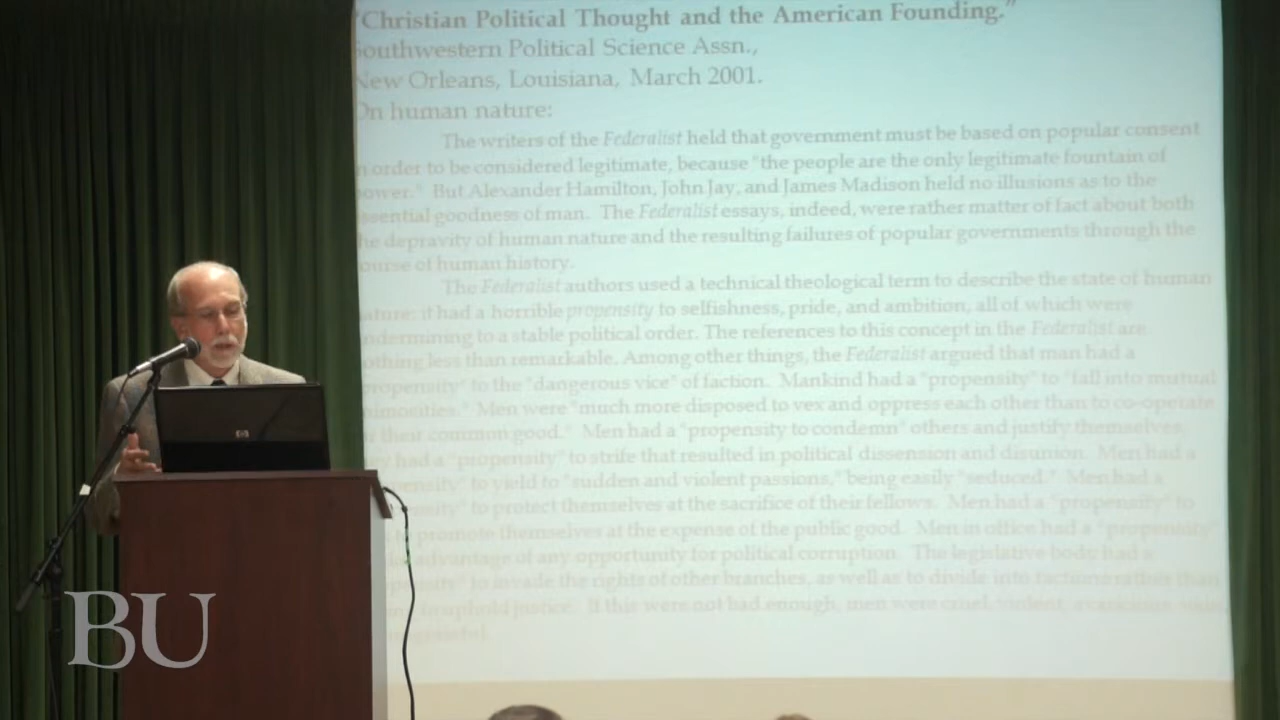 "Christian Political Thought and the American Founding."
Southwestern Political Science Assn.,
New Orleans, Louisiana, March 2001.
On human nature:
The writers of the Federalist held that government must be based on popular consent
in order to be considered legitimate, because "the people are the only legitimate fountain of
power." But Alexander Hamilton, John Jay, and James Madison held no illusions as to the
essential goodness of man. The Federalist essays, indeed, were rather matter of fact about both
the depravity of human nature and the resulting failures of popular governments through the
course of human history.
The Federalist authors used a technical theological term to describe the state of human
nature: it had a horrible propensity to selfishness, pride, and ambition, all of which were
undermining to a stable political order. The references to this concept in the Federalist are
nothing less than remarkable. Among other things, the Federalist argued that man had a
"propensity" to the "dangerous vice" of faction. Mankind had a "propensity" to "fall into mutual
animosities." Men were "much more disposed to vex and oppress each other than to co-operate
for their common good." Men had a "propensity to condemn" others and justify themselves.
They had a "propensity" to strife that resulted in political dissension and disunion. Men had a
"propensity" to yield to "sudden and violent passions," being easily "seduced." Men had a
"propensity" to protect themselves at the sacrifice of their fellows. Men had a "propensity" to
to promote themselves at the expense of the public good. Men in office had a "propensity"
advantage of any opportunity for political corruption. The legislative body had a
"propensity" to invade the rights of other branches, as well as to divide into factions rather than
to uphold justice. If this were not bad enough, men were cruel, violent,
hp
BU